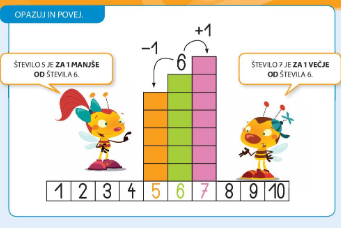 OPAZUJ IN POVEJ.
+1
−1
6
ŠTEVILO 5 JE ZA 1 MANJŠE
OD ŠTEVILA 6.
ŠTEVILO 7 JE ZA 1 VEČJE
OD ŠTEVILA 6.
1 2 3 4 5 6 7 8 9 10